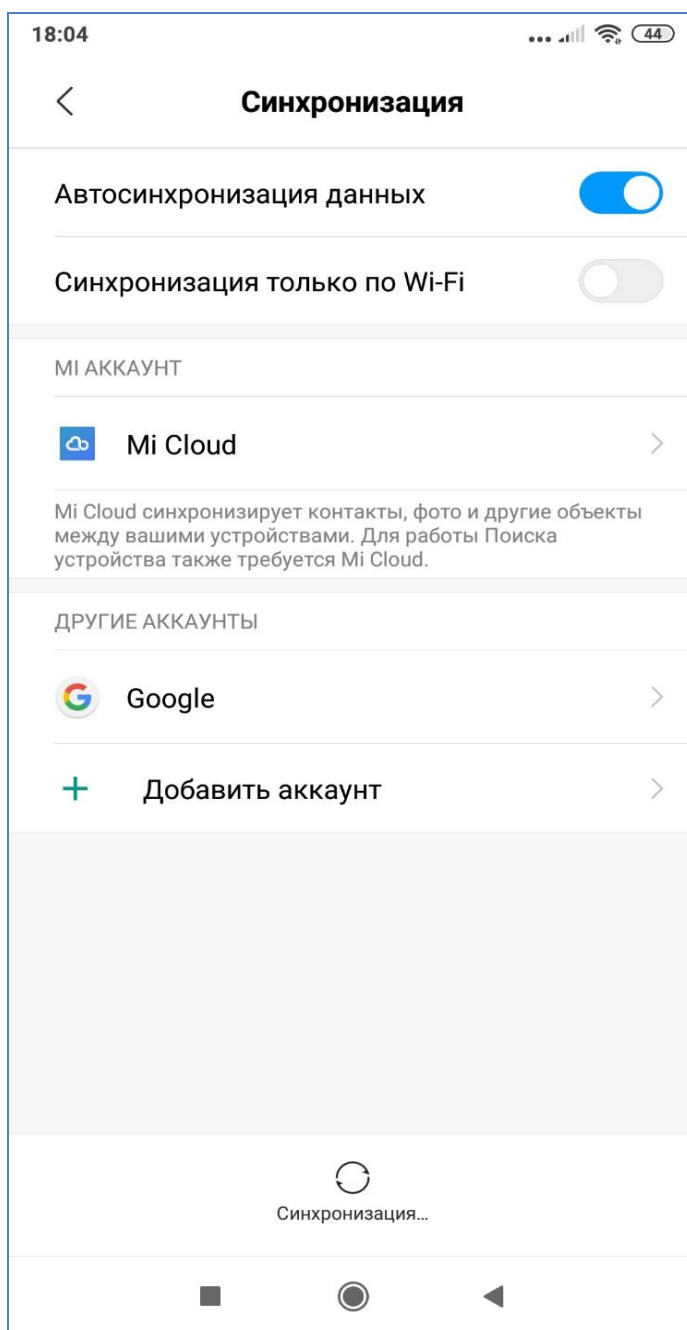 18:04
44
Синхронизация
Автосинхронизация данных
Синхронизация только по Wi-Fi
MI АККАУНТ
Mi Cloud
Mi Cloud синхронизирует контакты, фото и другие объекты
между вашими устройствами. Для работы Поиска
устройства также требуется Mi Cloud.
ДРУГИЕ АККАУНТЫ
Google
Добавить аккаунт
Синхронизация...